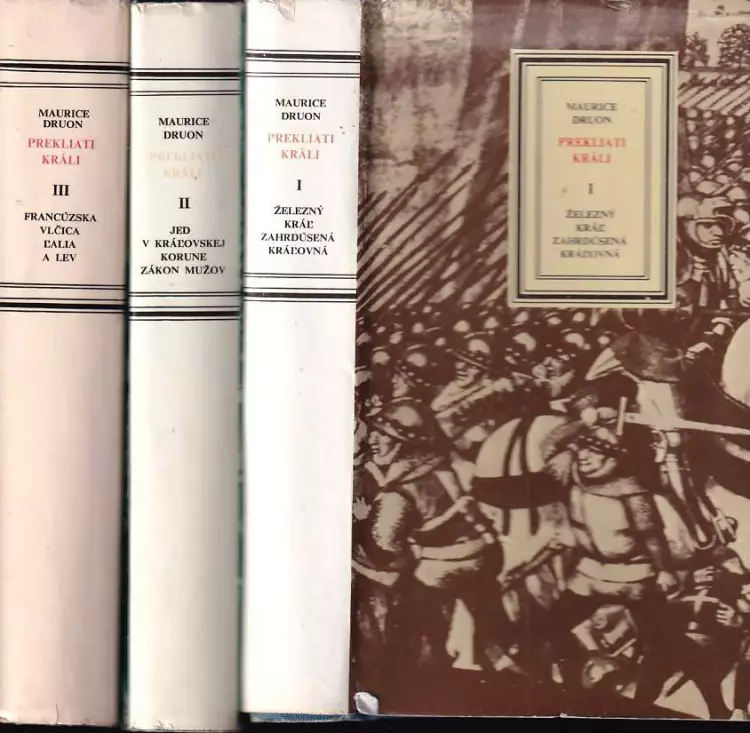 MAURICE
DRUON
PREKLIATI
KRÁLI
III
FRANCÚZSKA
VLČICA
ĽALIA
A LEV
MAURICE
DRUON
PREKLIATI
KRÁLI
II
JED
V KRÁĽOVSKEJ
KORUNE
ZÁKON MUŽOV
MAURICE
DRUON
PREKLIATI
KRÁLI
I
ŽELEZNÝ
KRÁĽ
ZAHRDÚSENÁ
KRÁĽOVNÁ
MAURICE
DRUON
PREKLIATI
KRÁLI
I
ŽELEZNÝ
KRÁĽ
ZAHRDÚSENÁ
KRÁĽOVNÁ